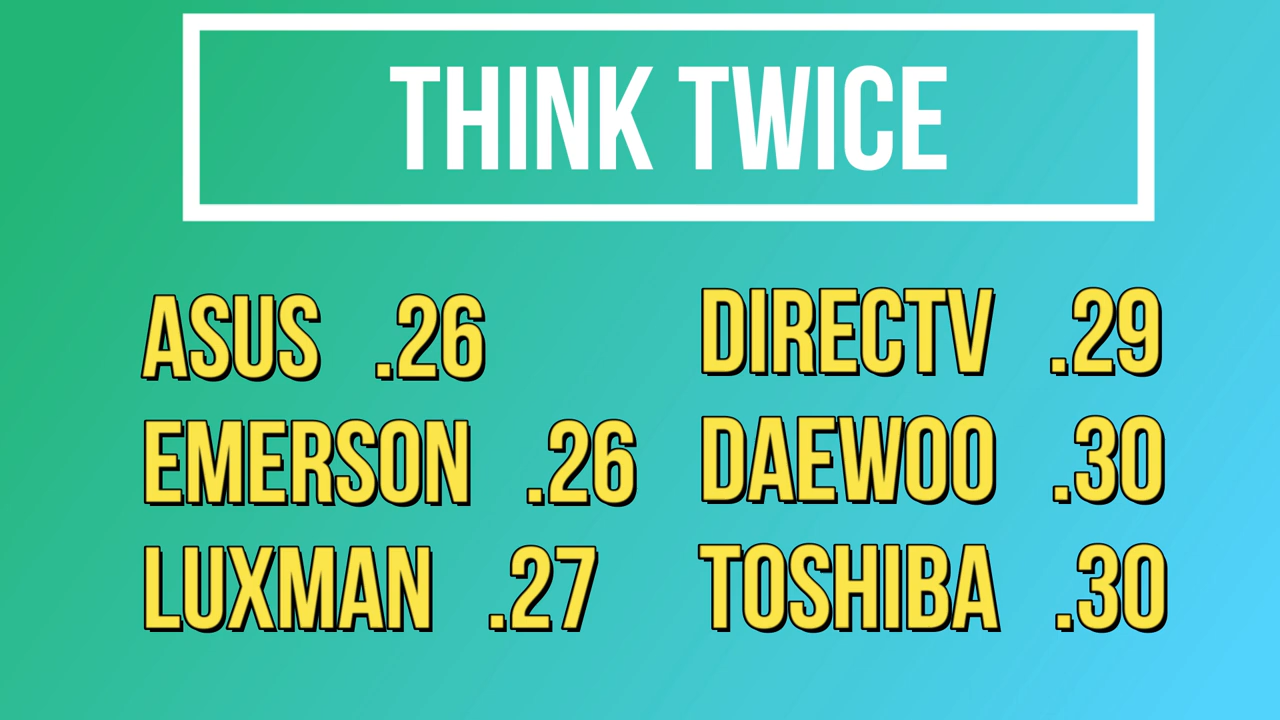 THINK TWICE
ASUS .26
EMERSON .26
LUXMAN .27
DIRECTV .29
DAEWOO .30
TOSHIBA .30